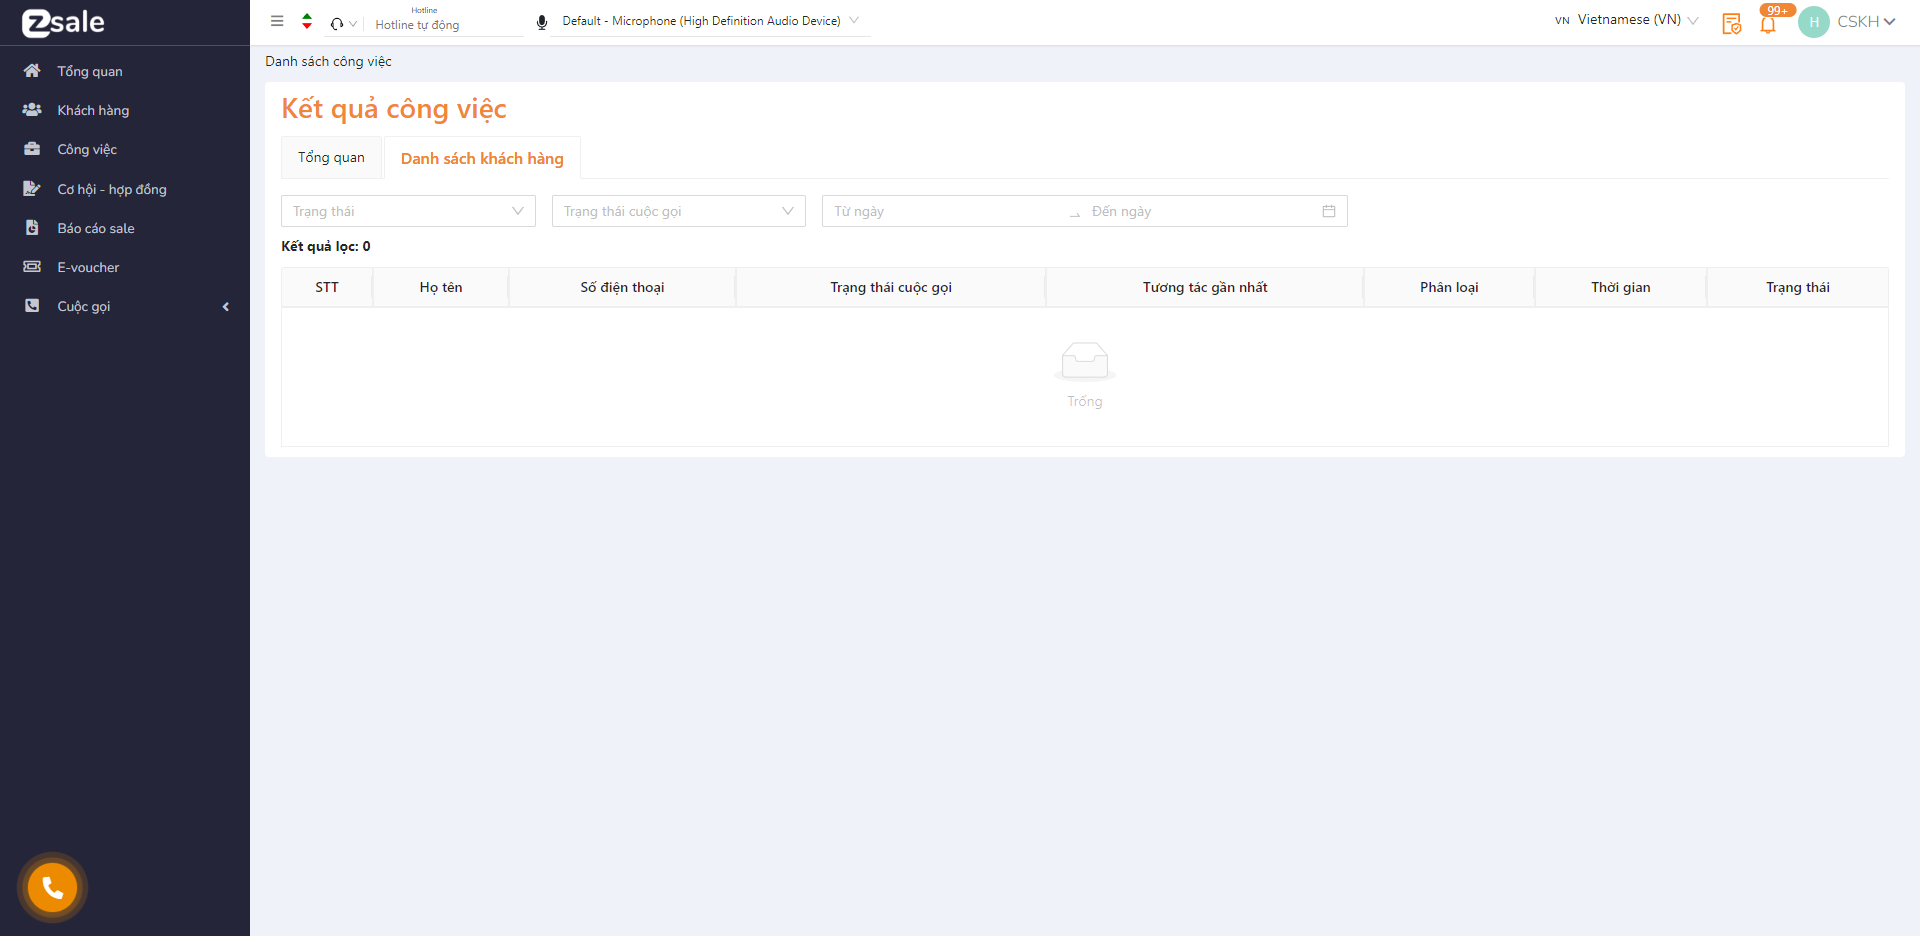 ezsale
Hotline
Hotline tự động
Default - Microphone (High Definition Audio Device)
VN Vietnamese (VN)
99+
H
CSKH
Tổng quan
Khách hàng
Công việc
Cơ hội - hợp đồng
Báo cáo sale
E-voucher
Cuộc gọi
Danh sách công việc
Kết quả công việc
Tổng quan
Danh sách khách hàng
Trạng thái
Trạng thái cuộc gọi
Từ ngày
Đến ngày
Kết quả lọc: 0
STT Họ tên Số điện thoại Trạng thái cuộc gọi Tương tác gần nhất Phân loại Thời gian Trạng thái
Trống